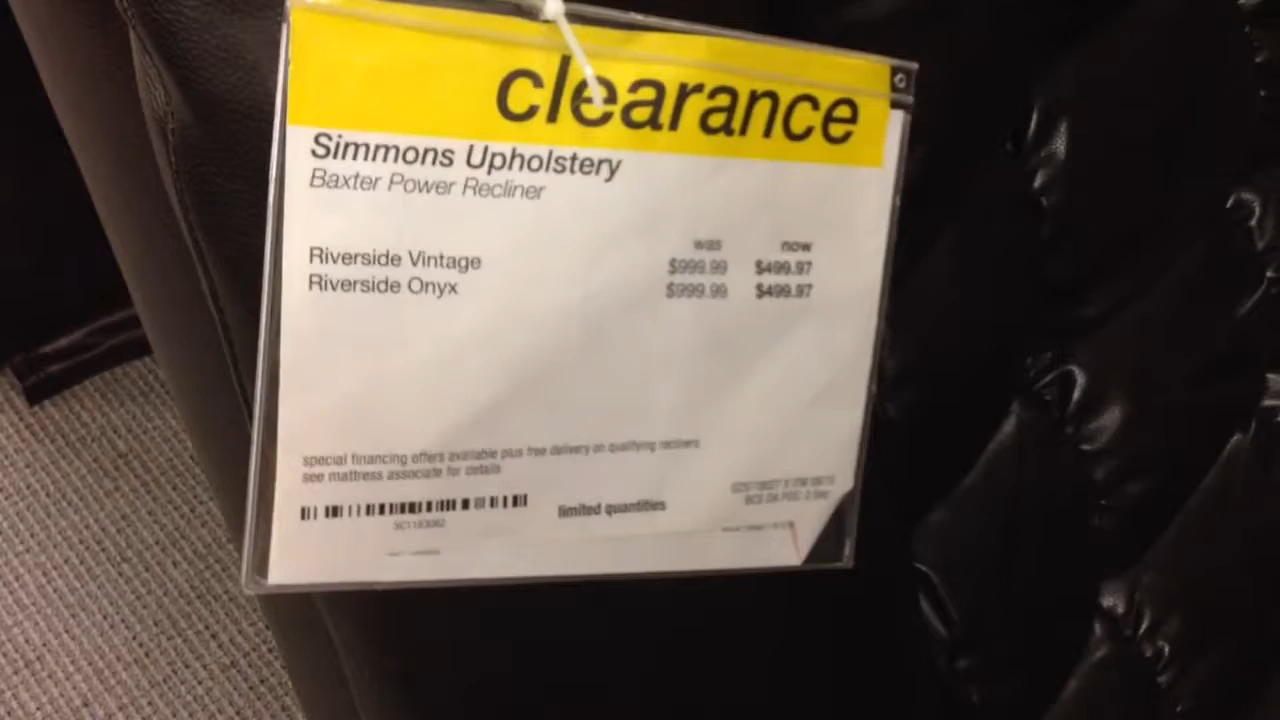 clearance
Simmons Upholstery
Baxter Power Recliner
was now
Riverside Vintage $999.99 $499.97
Riverside Onyx $999.99 $499.97
special financing offers available plus free delivery on qualifying recliners
see mattress associate for details
limited quantities